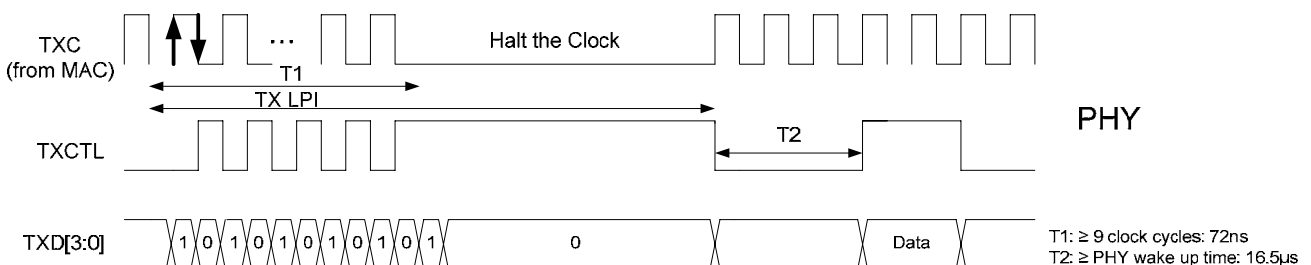 TXC
(from MAC)
...
Halt the Clock
T1
TX LPI
PHY
TXCTL
T2
TXD[3:0]
1 0 1 0 1 0 1 0 1 0 1
0
Data
T1: ≥ 9 clock cycles: 72ns
T2: ≥ PHY wake up time: 16.5µs